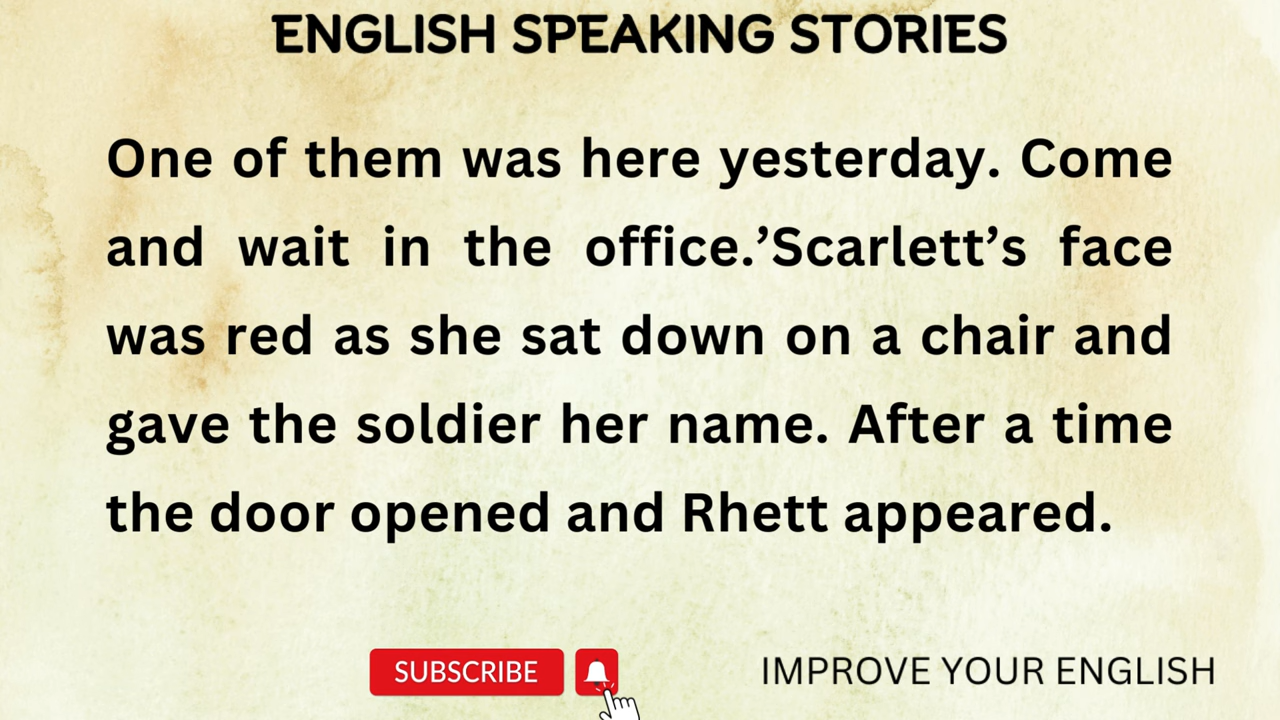 ENGLISH SPEAKING STORIES
One of them was here yesterday. Come
and wait in the office.’Scarlett’s face
was red as she sat down on a chair and
gave the soldier her name. After a time
the door opened and Rhett appeared.
SUBSCRIBE
IMPROVE YOUR ENGLISH